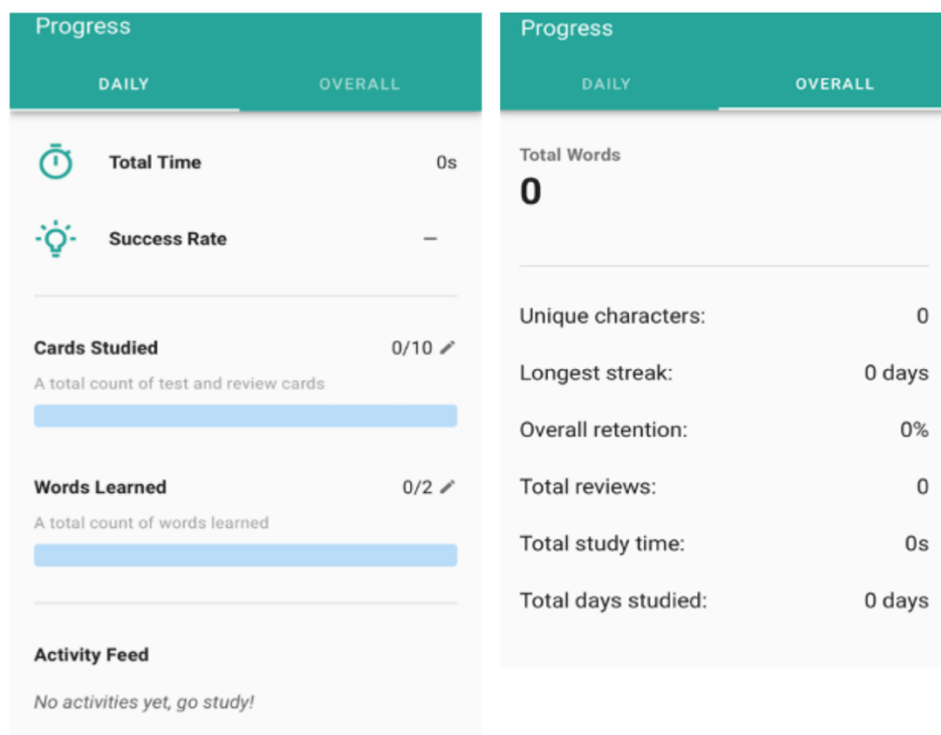 Progress
DAILY OVERALL
Total Time 0s
Success Rate –
Cards Studied 0/10
A total count of test and review cards
Words Learned 0/2
A total count of words learned
Activity Feed
No activities yet, go study!
Progress
DAILY OVERALL
Total Words
0
Unique characters: 0
Longest streak: 0 days
Overall retention: 0%
Total reviews: 0
Total study time: 0s
Total days studied: 0 days